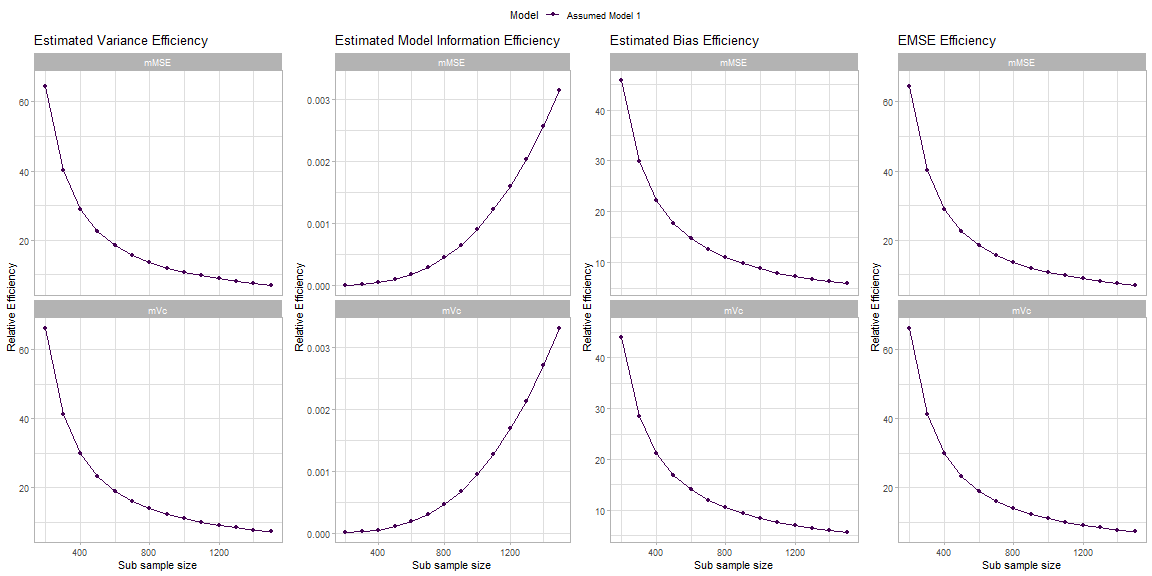 Model Assumed Model 1
Estimated Variance Efficiency
mMSE
60
40
20
mVc
60
40
20
400 800 1200
Sub sample size
Relative Efficiency
Estimated Model Information Efficiency
mMSE
0.003
0.002
0.001
0.000
mVc
0.003
0.002
0.001
0.000
400 800 1200
Sub sample size
Relative Efficiency
Estimated Bias Efficiency
mMSE
40
30
20
10
mVc
40
30
20
10
400 800 1200
Sub sample size
Relative Efficiency
EMSE Efficiency
mMSE
60
40
20
mVc
60
40
20
400 800 1200
Sub sample size
Relative Efficiency